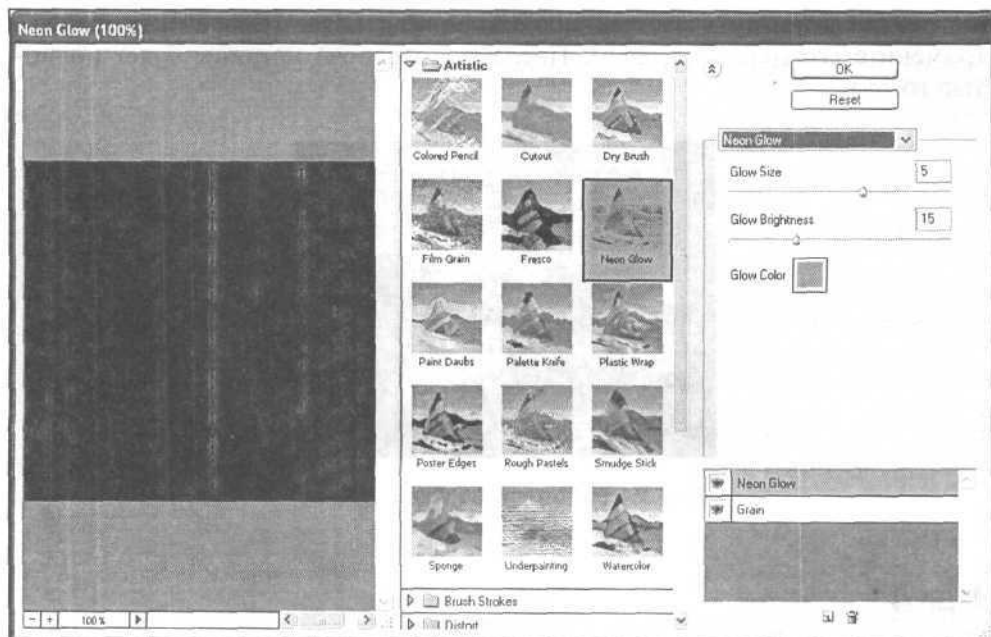 Neon Glow (100%)
Artistic
Colored Pencil
Cutout
Dry Brush
Film Grain
Fresco
Neon Glow
Paint Daubs
Palette Knife
Plastic Wrap
Poster Edges
Rough Pastels
Smudge Stick
Sponge
Underpainting
Watercolor
Brush Strokes
Distort
100%
OK
Reset
Neon Glow
Glow Size 5
Glow Brightness 15
Glow Color
Neon Glow
Grain